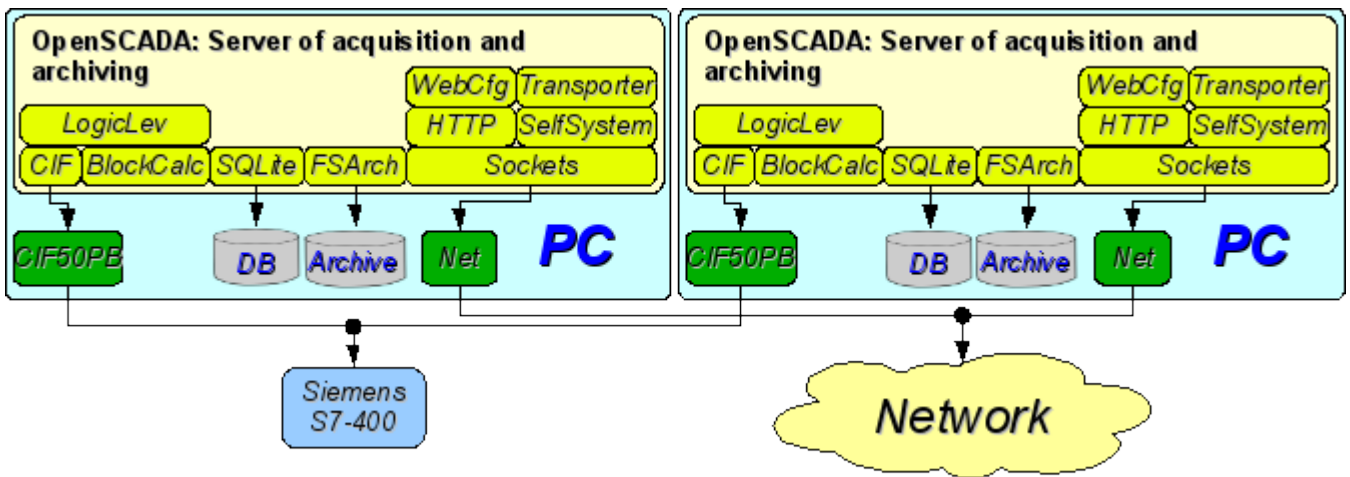 OpenSCADA: Server of acquisition and
archiving
WebCfg Transporter
LogicLev HTTP SelfSystem
CIF BlockCalc SQLite FSArch Sockets
CIF50PB DB Archive Net PC
OpenSCADA: Server of acquisition and
archiving
WebCfg Transporter
LogicLev HTTP SelfSystem
CIF BlockCalc SQLite FSArch Sockets
CIF50PB DB Archive Net PC
Siemens
S7-400
Network